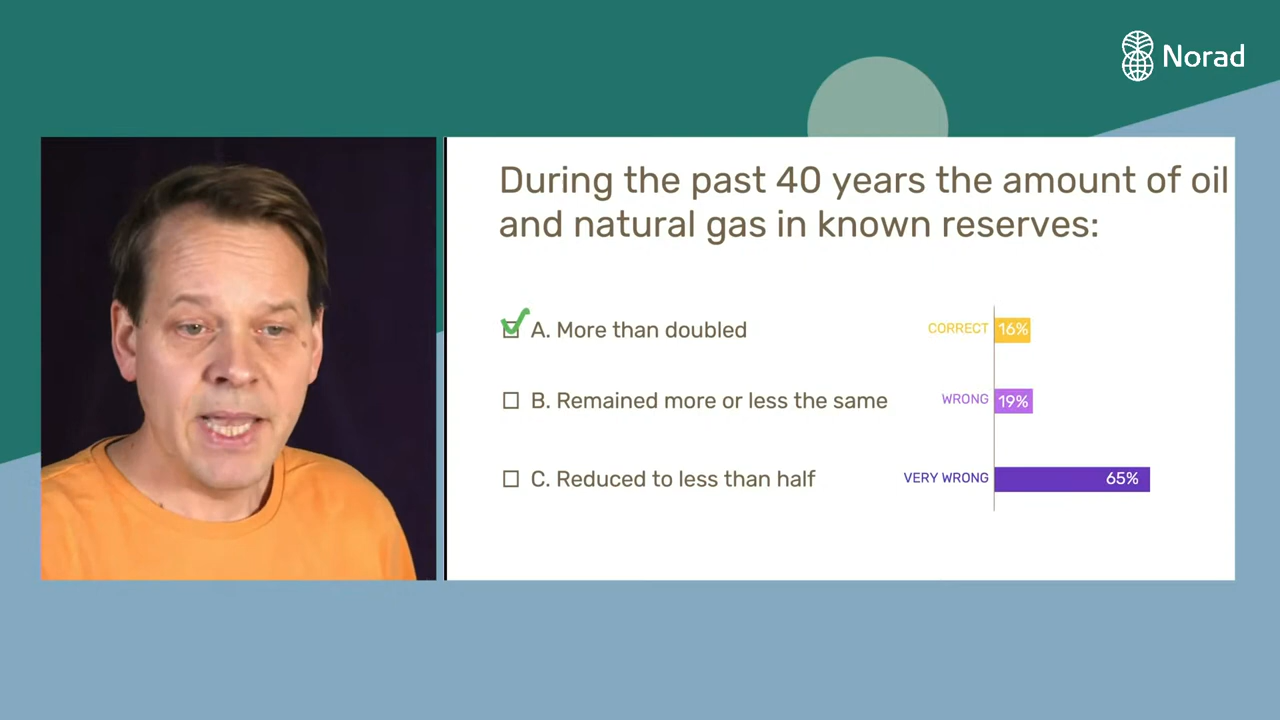 Norad
During the past 40 years the amount of oil
and natural gas in known reserves:
A. More than doubled
CORRECT 16%
B. Remained more or less the same
WRONG 19%
C. Reduced to less than half
VERY WRONG 65%